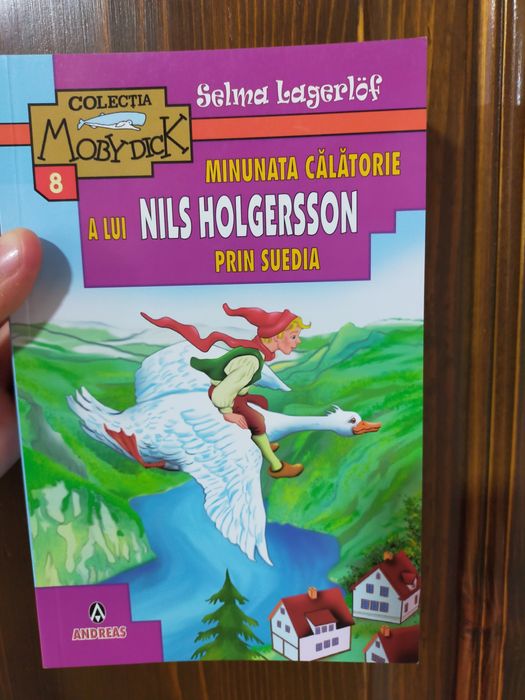 COLECȚIA
MOBY DICK
8
Selma Lagerlöf
MINUNATA CĂLĂTORIE
A LUI NILS HOLGERSSON
PRIN SUEDIA
ANDREAS